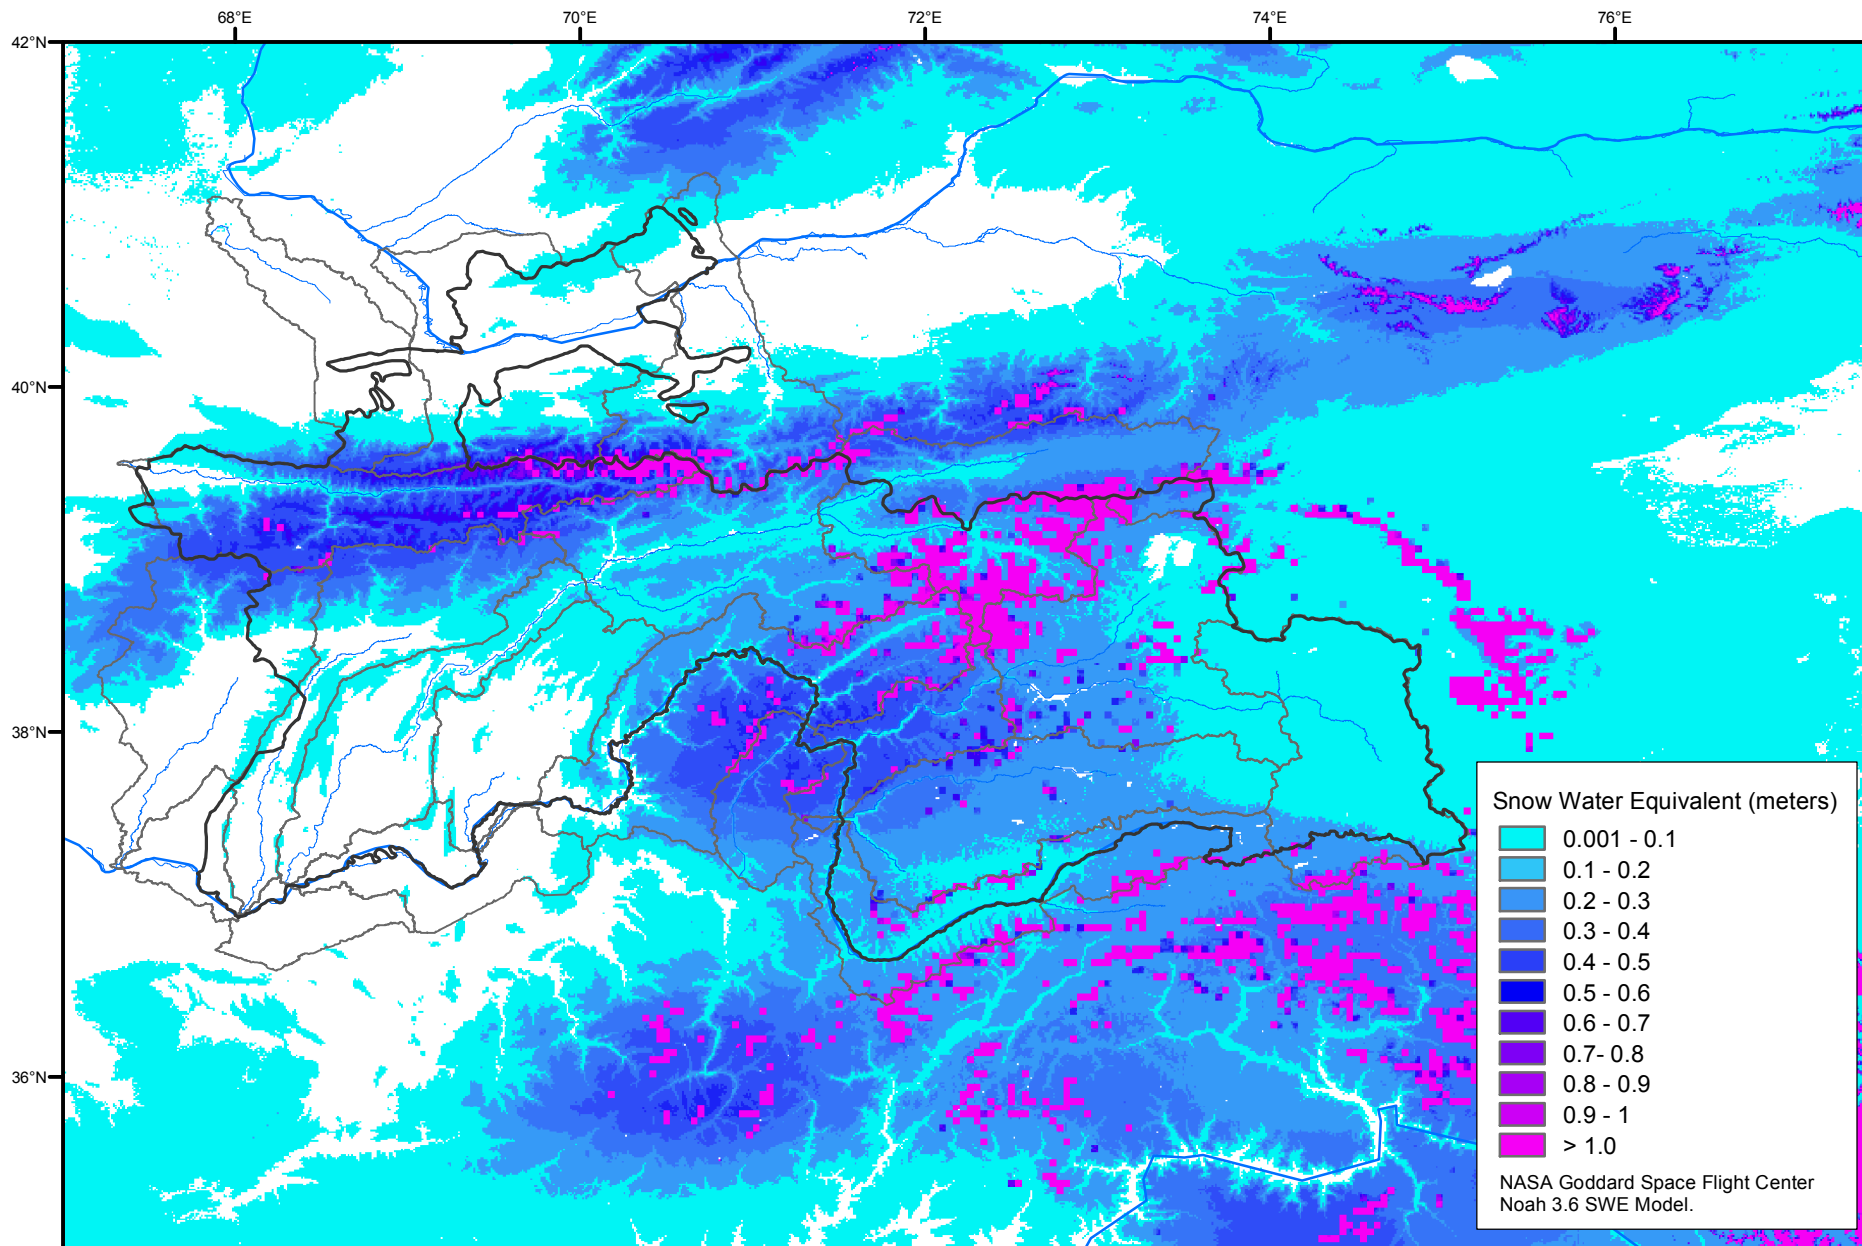 68°E 70°E 72°E 74°E 76°E
42°N
40°N
38°N
36°N
Snow Water Equivalent (meters)
0.001 - 0.1
0.1 - 0.2
0.2 - 0.3
0.3 - 0.4
0.4 - 0.5
0.5 - 0.6
0.6 - 0.7
0.7- 0.8
0.8 - 0.9
0.9 - 1
> 1.0
NASA Goddard Space Flight Center
Noah 3.6 SWE Model.